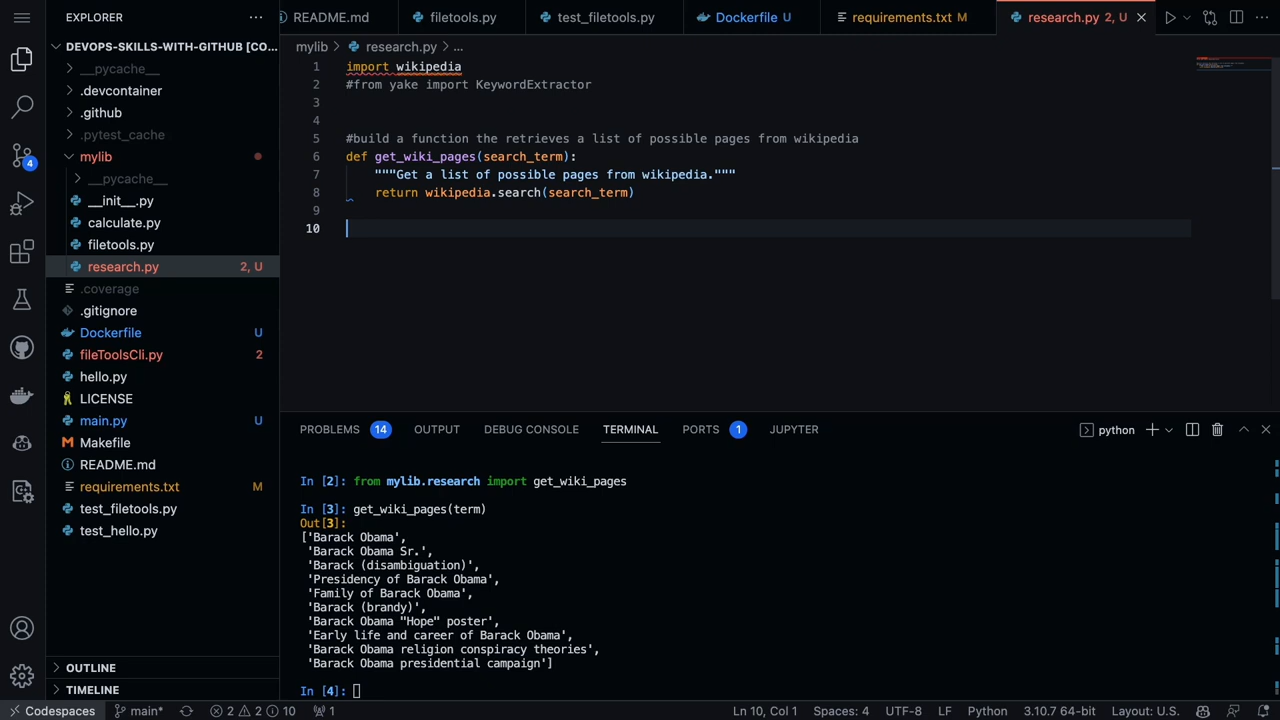 EXPLORER
README.md
filetools.py
test_filetools.py
Dockerfile U
requirements.txt M
research.py 2, U
DEVOPS-SKILLS-WITH-GITHUB [CO...
__pycache__
.devcontainer
.github
.pytest_cache
mylib
__pycache__
__init__.py
calculate.py
filetools.py
research.py 2, U
.coverage
.gitignore
Dockerfile U
fileToolsCli.py 2
hello.py
LICENSE
main.py U
Makefile
README.md
requirements.txt M
test_filetools.py
test_hello.py
OUTLINE
TIMELINE
4
mylib > research.py > ...
1 import wikipedia
2 #from yake import KeywordExtractor
3
4
5 #build a function the retrieves a list of possible pages from wikipedia
6 def get_wiki_pages(search_term):
7 """Get a list of possible pages from wikipedia."""
8 return wikipedia.search(search_term)
9
10
PROBLEMS 14 OUTPUT DEBUG CONSOLE TERMINAL PORTS 1 JUPYTER python
In [2]: from mylib.research import get_wiki_pages
In [3]: get_wiki_pages(term)
Out[3]:
['Barack Obama',
'Barack Obama Sr.',
'Barack (disambiguation)',
'Presidency of Barack Obama',
'Family of Barack Obama',
'Barack (brandy)',
'Barack Obama "Hope" poster',
'Early life and career of Barack Obama',
'Barack Obama religion conspiracy theories',
'Barack Obama presidential campaign']
In [4]:
Codespaces main* 2 2 10 1 Ln 10, Col 1 Spaces: 4 UTF-8 LF Python 3.10.7 64-bit Layout: U.S.